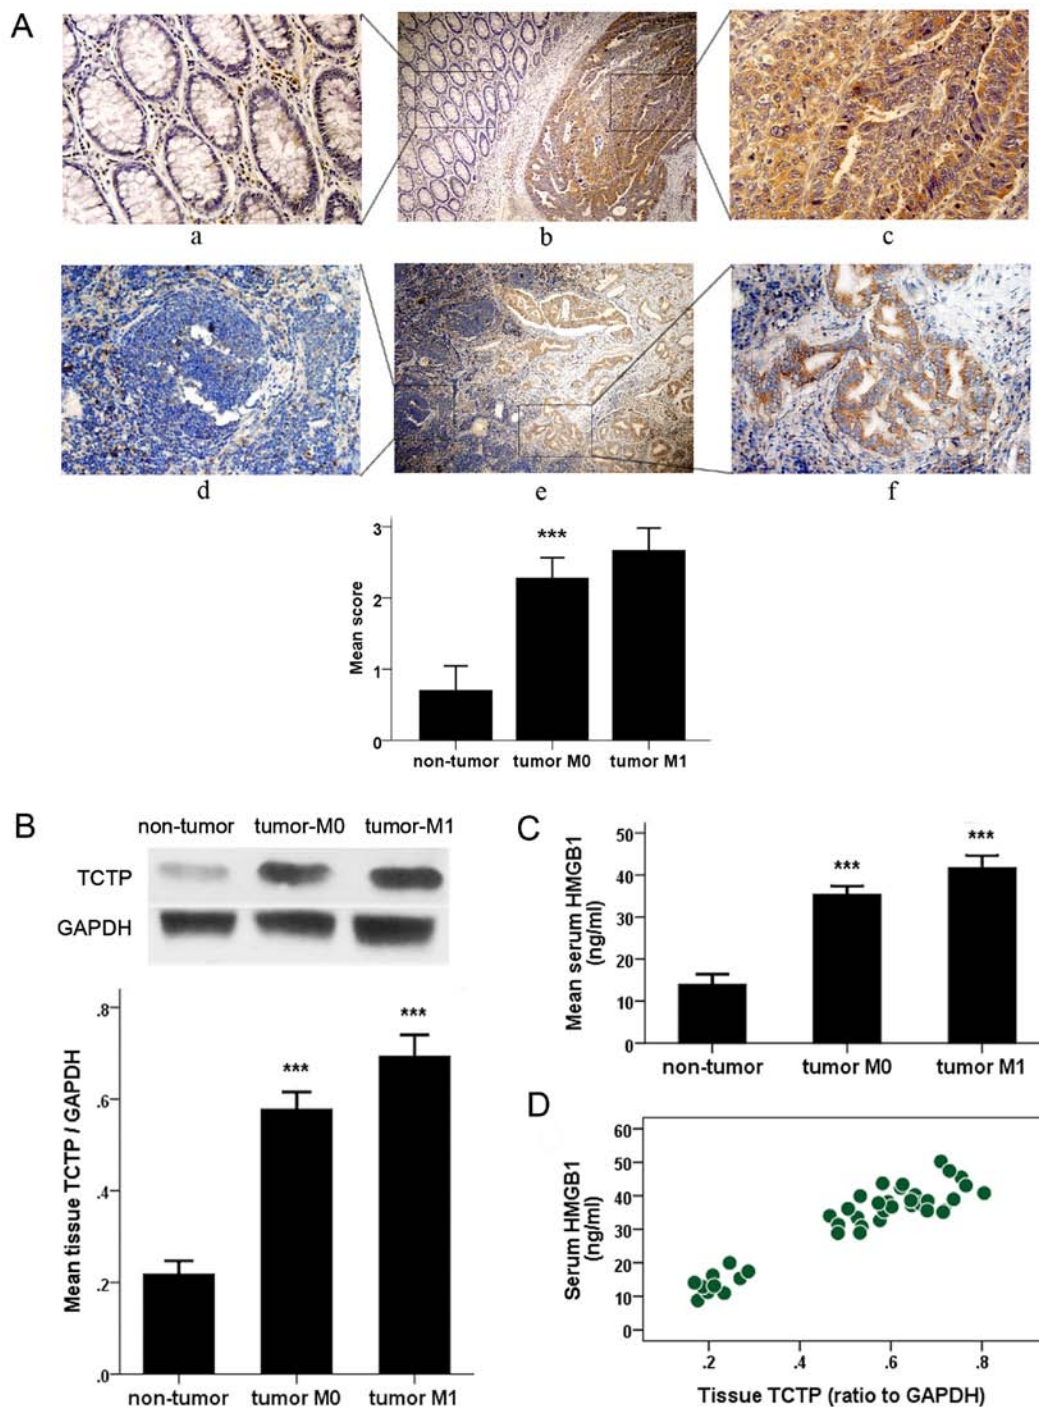 A
a
b
c
d
e
f
Mean score
3
***
2
1
0
non-tumor
tumor M0
tumor M1
B
non-tumor
tumor-M0
tumor-M1
TCTP
GAPDH
Mean tissue TCTP / GAPDH
.8
***
***
.6
.4
.2
.0
non-tumor
tumor M0
tumor M1
C
Mean serum HMGB1
(ng/ml)
50
***
***
40
30
20
10
0
non-tumor
tumor M0
tumor M1
D
Serum HMGB1
(ng/ml)
60
50
40
30
20
10
0
.2
.4
.6
.8
Tissue TCTP (ratio to GAPDH)